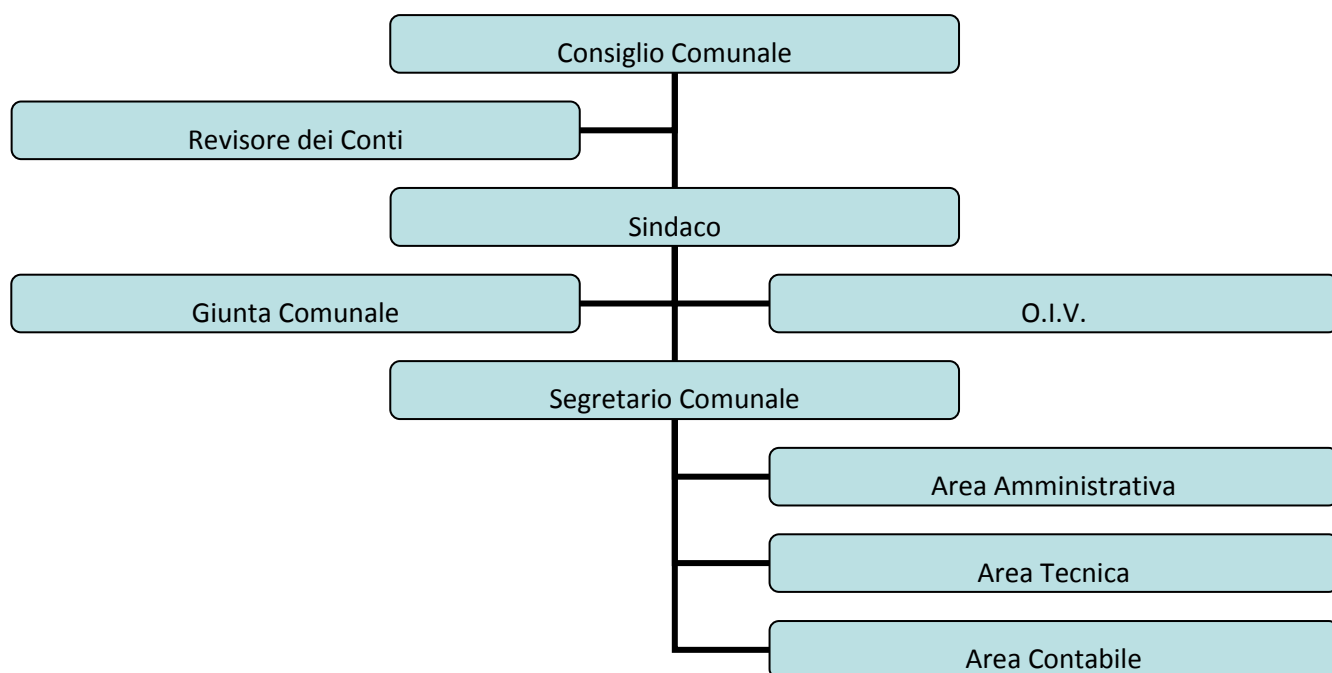 Consiglio Comunale
Revisore dei Conti
Sindaco
Giunta Comunale
O.I.V.
Segretario Comunale
Area Amministrativa
Area Tecnica
Area Contabile